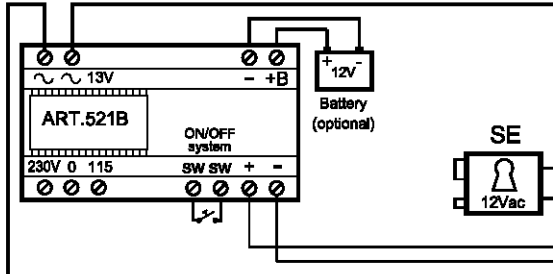 13V - +B
+ 12V -
Battery
(optional)
ART.521B
ON/OFF
system
230V 0 115 SW SW + -
SE
12Vac